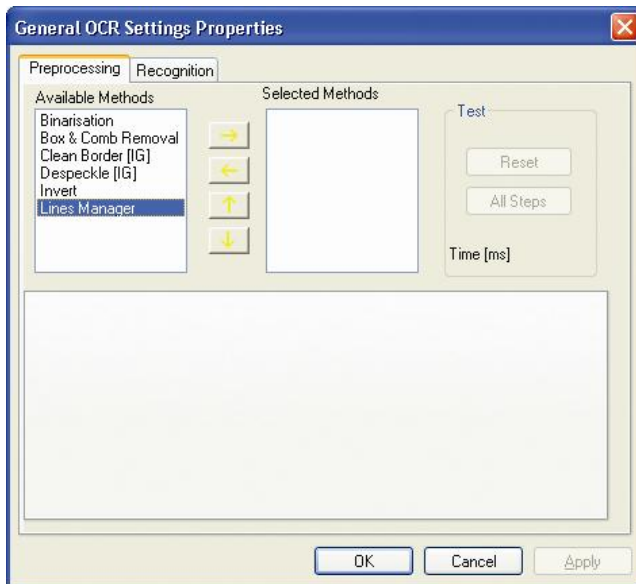 General OCR Settings Properties
Preprocessing
Recognition
Available Methods
Binarisation
Box & Comb Removal
Clean Border [IG]
Despeckle [IG]
Invert
Lines Manager
Selected Methods
Test
Reset
All Steps
Time [ms]
OK
Cancel
Apply